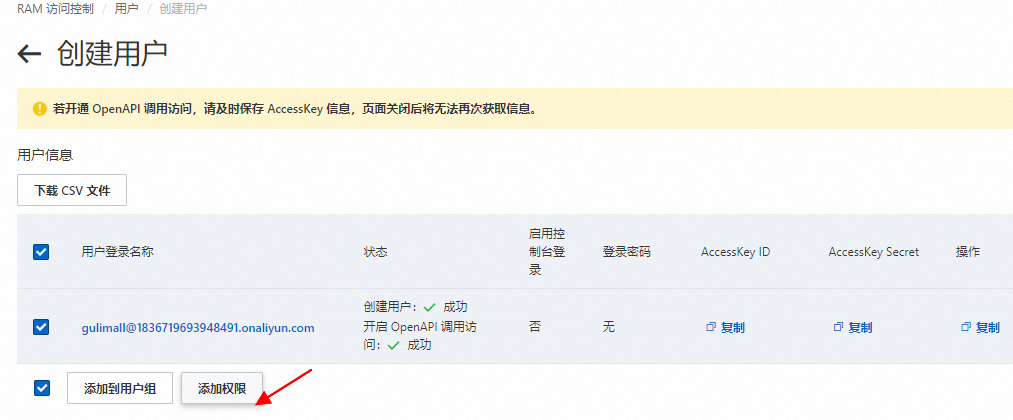 RAM 访问控制 / 用户 / 创建用户
← 创建用户
若开通 OpenAPI 调用访问，请及时保存 AccessKey 信息，页面关闭后将无法再次获取信息。
用户信息
下载 CSV 文件
用户登录名称 状态 启用控制台登录 登录密码 AccessKey ID AccessKey Secret 操作
gulimall@1836719693948491.onaliyun.com
创建用户： 成功
开启 OpenAPI 调用访
问： 成功
否 无 复制 复制 复制
添加到用户组 添加权限